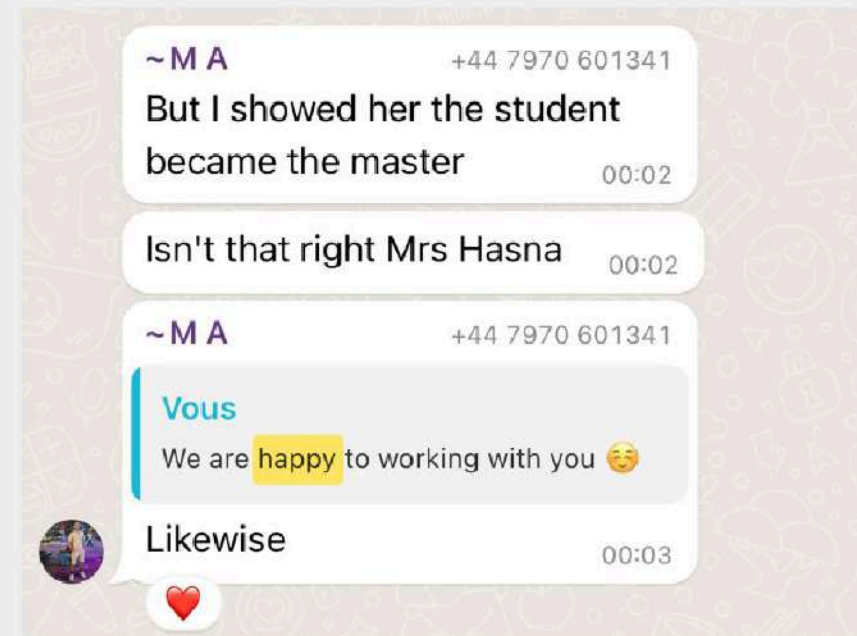 ~M A +44 7970 601341
But I showed her the student
became the master 00:02
Isn't that right Mrs Hasna 00:02
~M A +44 7970 601341
Vous
We are happy to working with you ☺️
Likewise 00:03
❤️